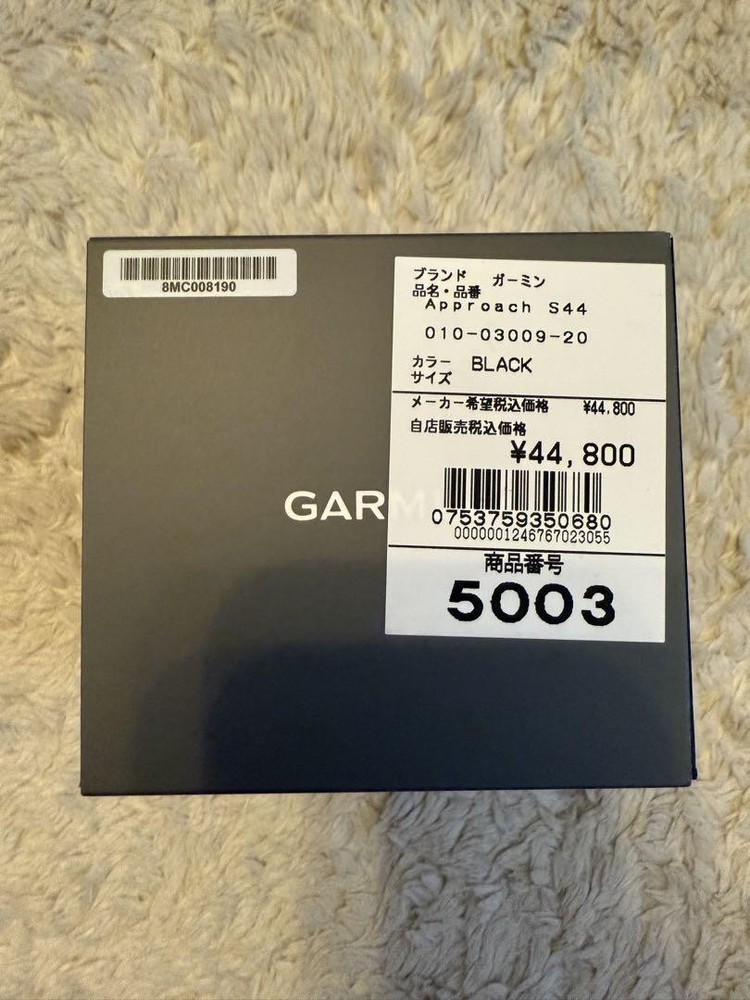 8MC008190
ブランド ガーミン
品名・品番
Approach S44
010-03009-20
カラー BLACK
サイズ
メーカー希望税込価格 ¥44,800
自店販売税込価格
¥44,800
GARM
0753759350680
0000001246767023055
商品番号
5003